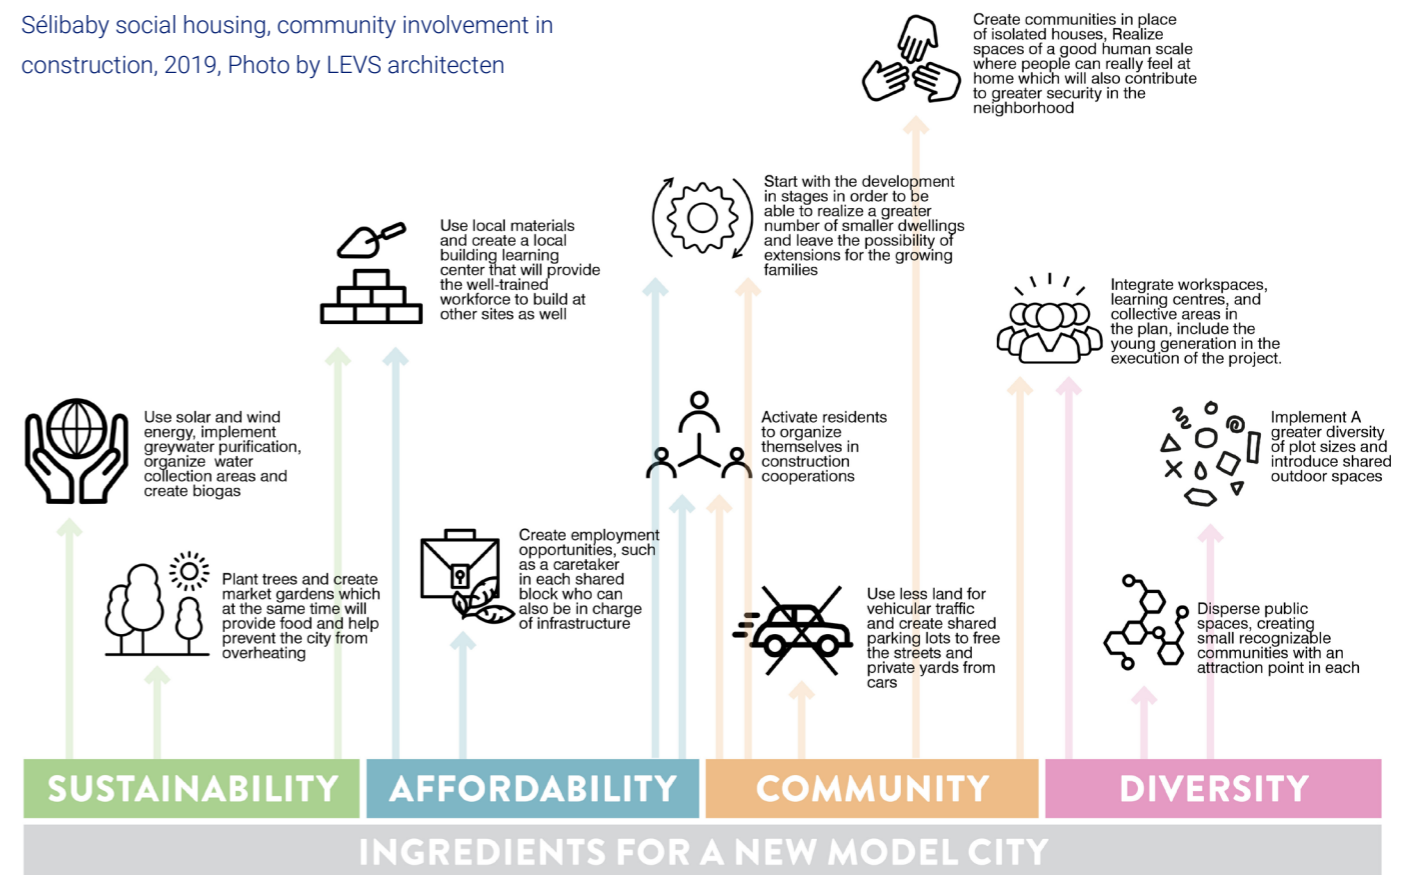 Sélibaby social housing, community involvement in
construction, 2019, Photo by LEVS architecten
Create communities in place
of isolated houses, Realize
spaces of a good human scale
where people can really feel at
home which will also contribute
to greater security in the
neighborhood
Start with the development
in stages in order to be
able to realize a greater
number of smaller dwellings
and leave the possibility of
extensions for the growing
families
Use local materials
and create a local
building learning
center that will provide
the well-trained
workforce to build at
other sites as well
Integrate workspaces,
learning centres, and
collective areas in
the plan, include the
young generation in the
execution of the project.
Use solar and wind
energy, implement
greywater purification,
organize water
collection areas and
create biogas
Activate residents
to organize
themselves in
construction
cooperations
Implement A
greater diversity
of plot sizes and
introduce shared
outdoor spaces
Plant trees and create
market gardens which
at the same time will
provide food and help
prevent the city from
overheating
Create employment
opportunities, such
as a caretaker
in each shared
block who can
also be in charge
of infrastructure
Use less land for
vehicular traffic
and create shared
parking lots to free
the streets and
private yards from
cars
Disperse public
spaces, creating
small recognizable
communities with an
attraction point in each
SUSTAINABILITY
AFFORDABILITY
COMMUNITY
DIVERSITY
INGREDIENTS FOR A NEW MODEL CITY